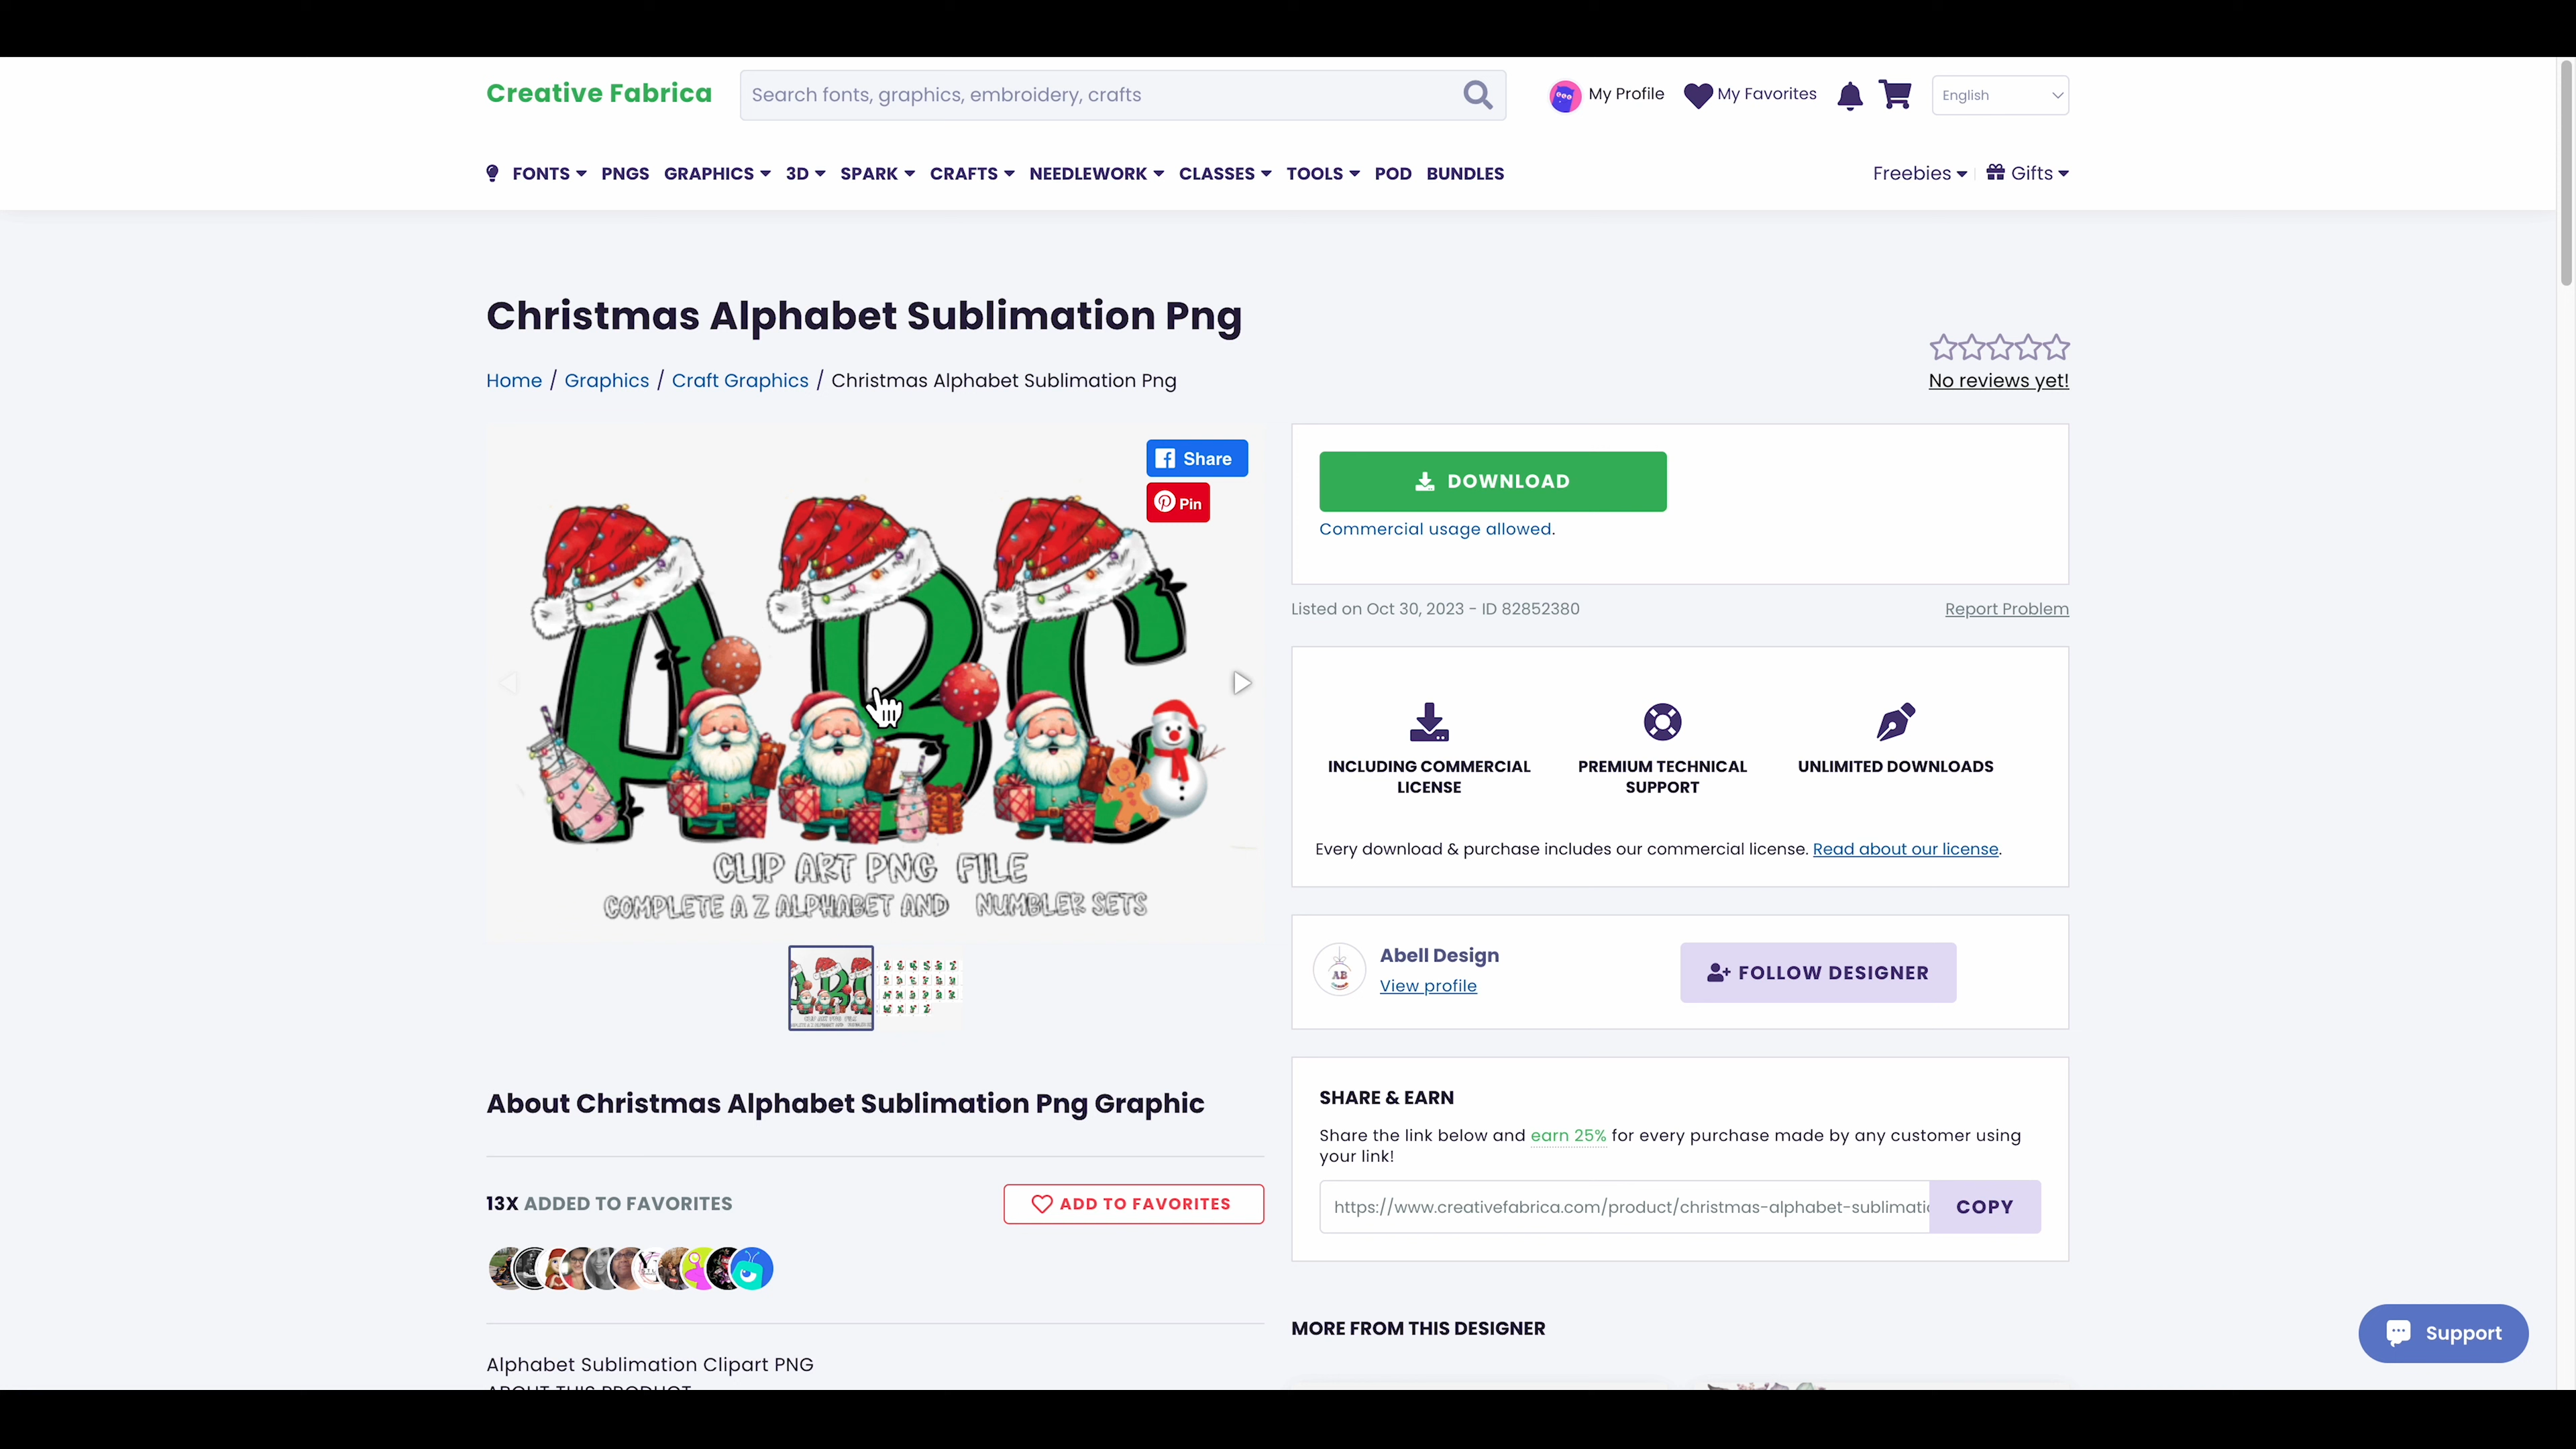 Creative Fabrica
Search fonts, graphics, embroidery, crafts
My Profile
My Favorites
English
FONTS
PNGS
GRAPHICS
3D
SPARK
CRAFTS
NEEDLEWORK
CLASSES
TOOLS
POD
BUNDLES
Freebies
Gifts
Christmas Alphabet Sublimation Png
Home / Graphics / Craft Graphics / Christmas Alphabet Sublimation Png
No reviews yet!
Share
Pin
ABC
CLIP ART PNG FILE
COMPLETE A Z ALPHABET AND NUMBLER SETS
DOWNLOAD
Commercial usage allowed.
Listed on Oct 30, 2023 - ID 82852380
Report Problem
INCLUDING COMMERCIAL
LICENSE
PREMIUM TECHNICAL
SUPPORT
UNLIMITED DOWNLOADS
Every download & purchase includes our commercial license. Read about our license.
AB
Abell Design
View profile
FOLLOW DESIGNER
SHARE & EARN
Share the link below and earn 25% for every purchase made by any customer using
your link!
https://www.creativefabrica.com/product/christmas-alphabet-sublimatio
COPY
About Christmas Alphabet Sublimation Png Graphic
13X ADDED TO FAVORITES
ADD TO FAVORITES
MORE FROM THIS DESIGNER
Alphabet Sublimation Clipart PNG
ABOUT THIS PRODUCT
Support